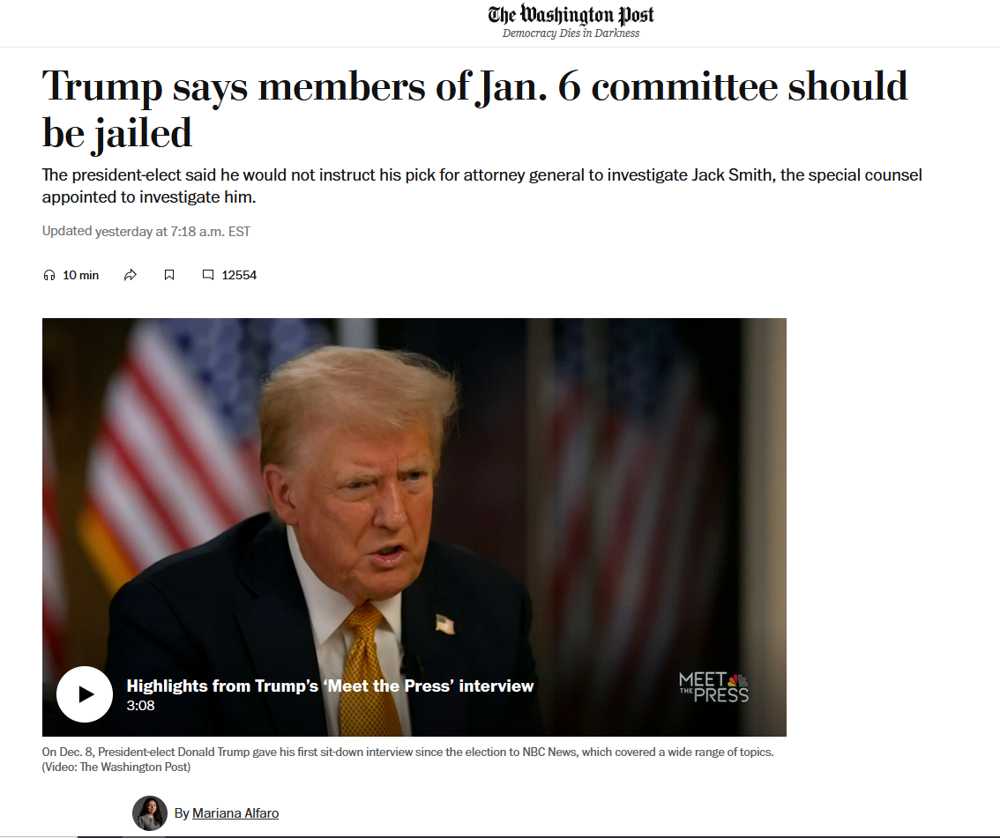 The Washington Post
Democracy Dies in Darkness
Trump says members of Jan. 6 committee should
be jailed
The president-elect said he would not instruct his pick for attorney general to investigate Jack Smith, the special counsel
appointed to investigate him.
Updated yesterday at 7:18 a.m. EST
10 min
12554
Highlights from Trump's 'Meet the Press' interview
3:08
MEET
THE PRESS
On Dec. 8, President-elect Donald Trump gave his first sit-down interview since the election to NBC News, which covered a wide range of topics.
(Video: The Washington Post)
By Mariana Alfaro